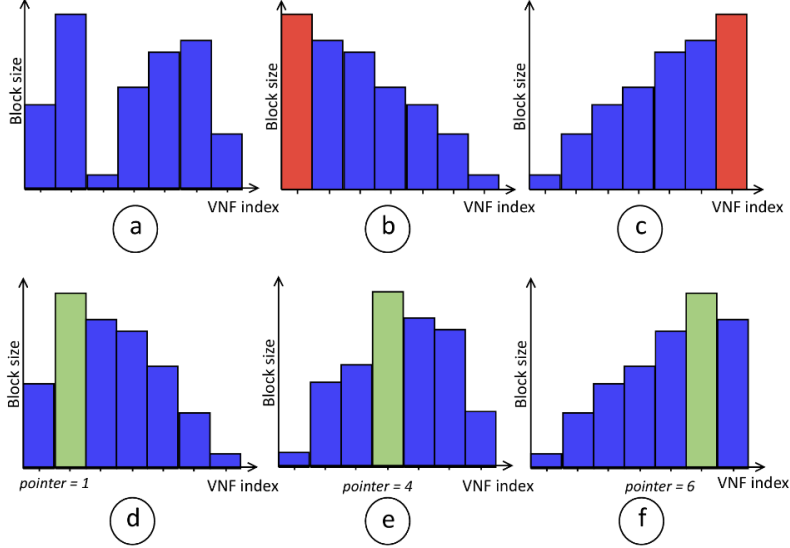 Block size
VNF index
a
Block size
VNF index
b
Block size
VNF index
c
Block size
pointer = 1
VNF index
d
Block size
pointer = 4
VNF index
e
Block size
pointer = 6
VNF index
f